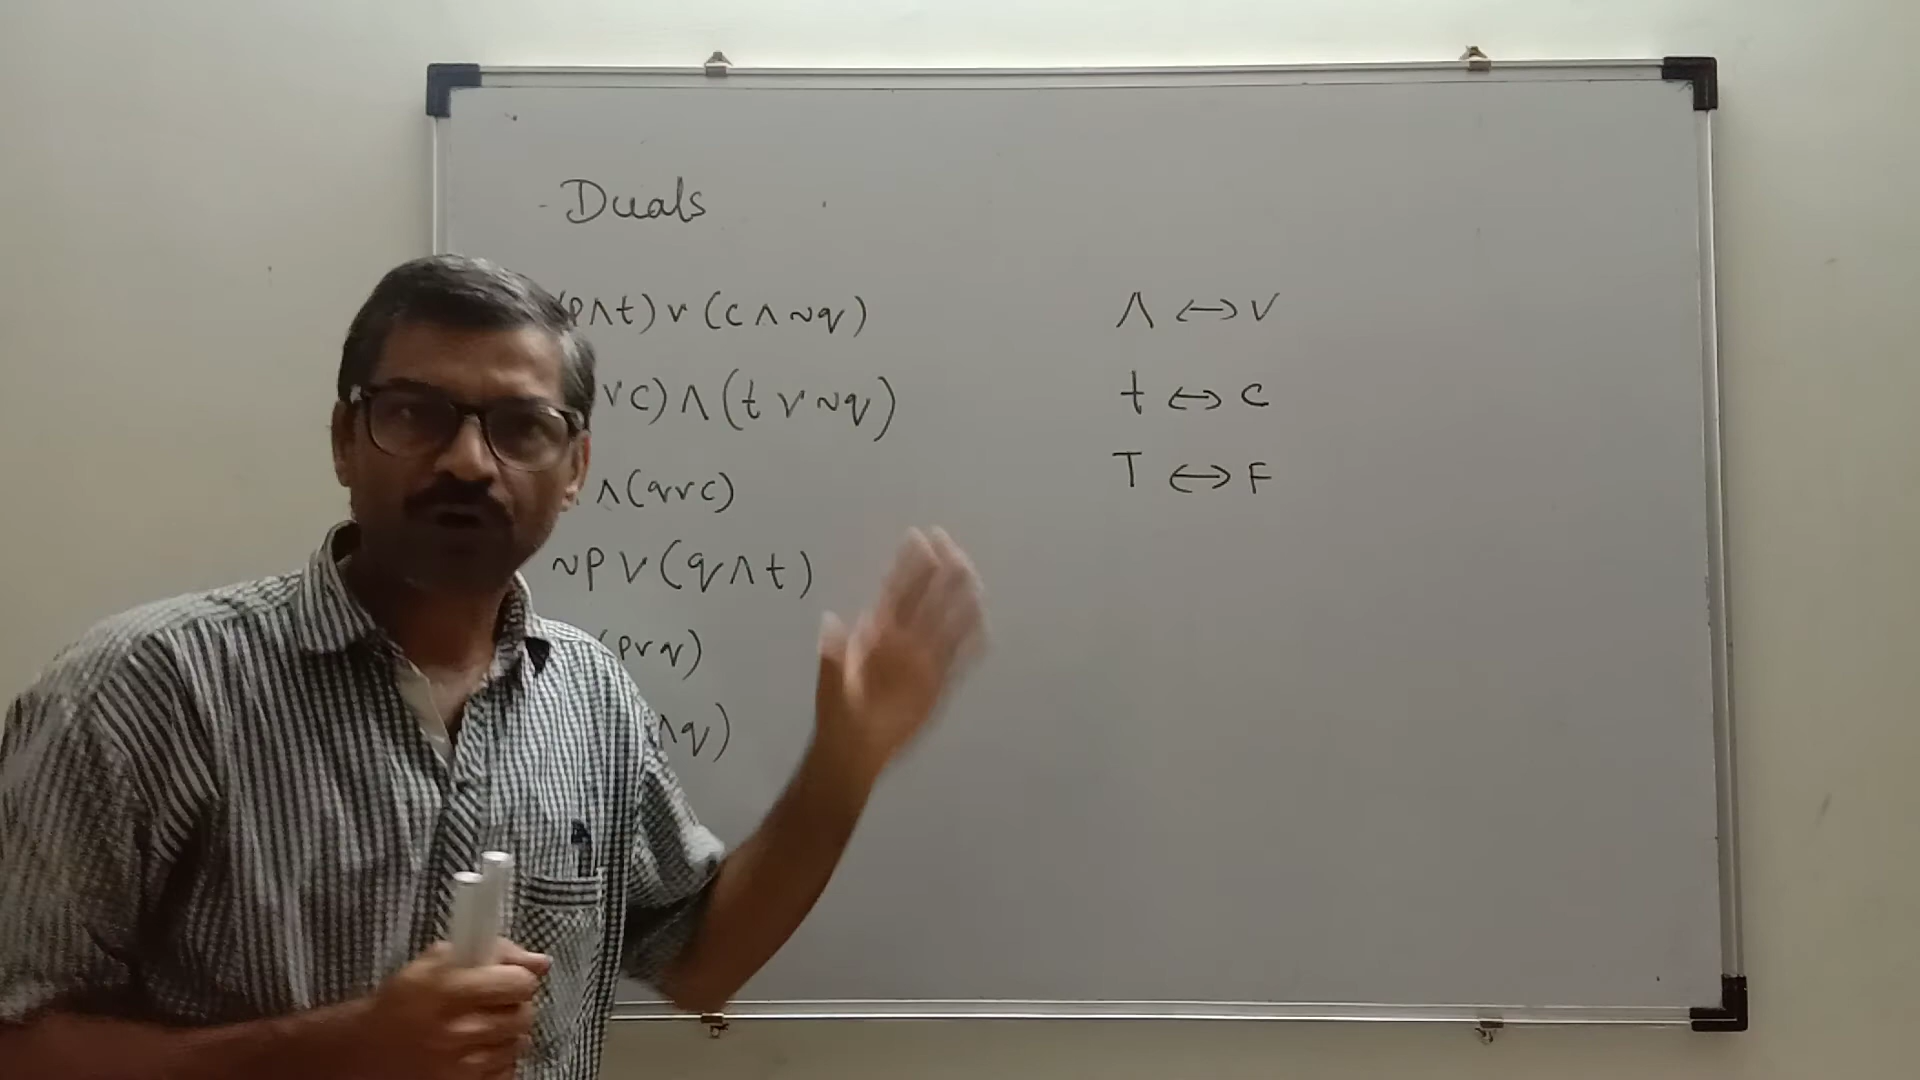 Duals
p∧t) ∨ (c∧~q)
∨c) ∧ (t∨~q)
∧(q∨c)
~p∨(q∧t)
(p∨q)
∧q)
∧ ↔ ∨
t ↔ c
T ↔ F